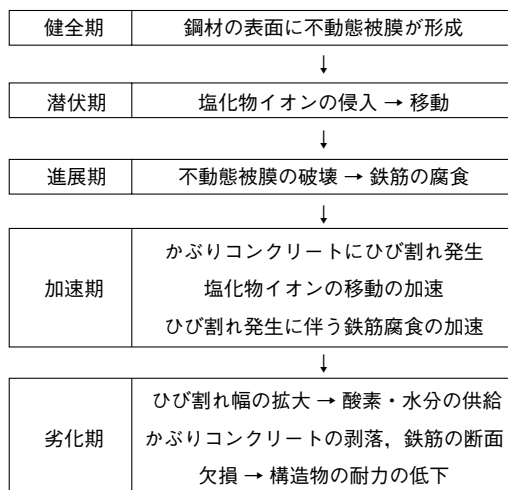 健全期 鋼材の表面に不動態被膜が形成
↓
潜伏期 塩化物イオンの侵入 → 移動
↓
進展期 不動態被膜の破壊 → 鉄筋の腐食
↓
かぶりコンクリートにひび割れ発生
加速期 塩化物イオンの移動の加速
ひび割れ発生に伴う鉄筋腐食の加速
↓
ひび割れ幅の拡大 → 酸素・水分の供給
劣化期 かぶりコンクリートの剥落，鉄筋の断面
欠損 → 構造物の耐力の低下